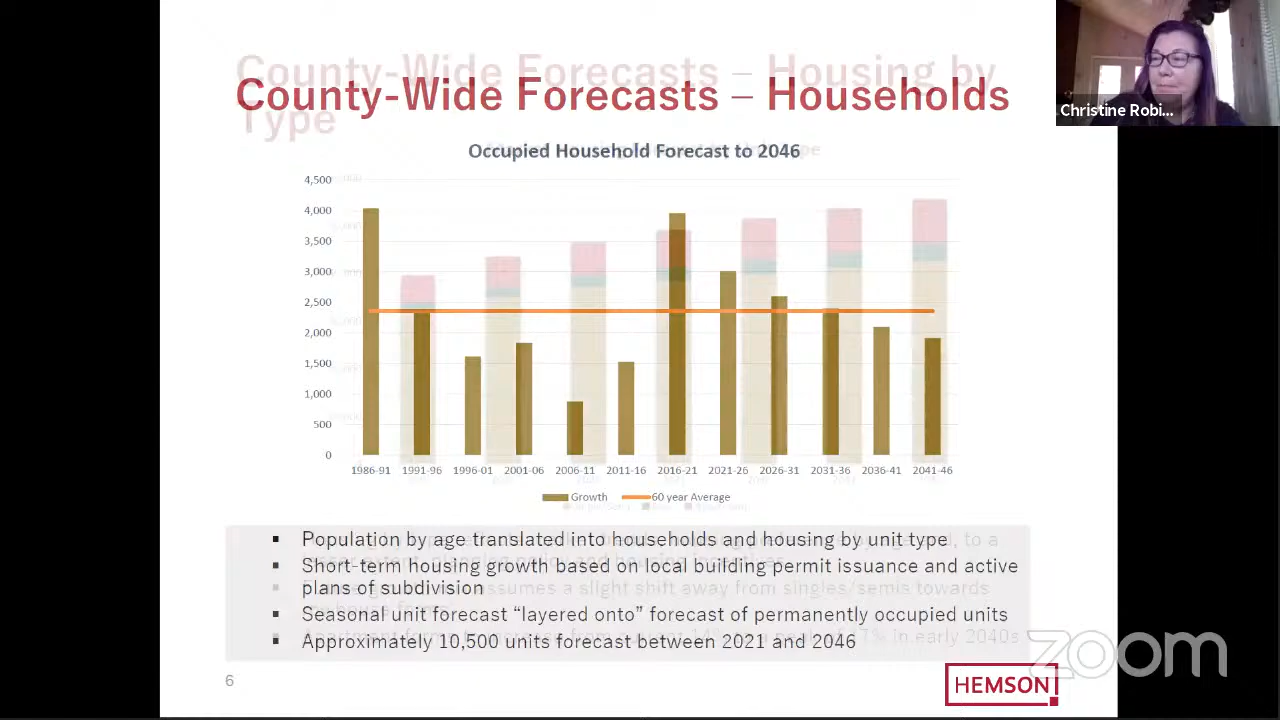 County-Wide Forecasts – Housing by
Type
County-Wide Forecasts – Households
Christine Robi...
Occupied Household Forecast to 2046
4,500
4,000
3,500
3,000
2,500
2,000
1,500
1,000
500
0
1986-91 1991-96 1996-01 2001-06 2006-11 2011-16 2016-21 2021-26 2026-31 2031-36 2036-41 2041-46
Growth 60 year Average
▪ Population by age translated into households and housing by unit type
▪ Short-term housing growth based on local building permit issuance and active
plans of subdivision
assumes a slight shift away from singles/semis towards
▪ Seasonal unit forecast “layered onto” forecast of permanently occupied units
▪ Approximately 10,500 units forecast between 2021 and 2046
in early 2040s
zoom
6
HEMSON